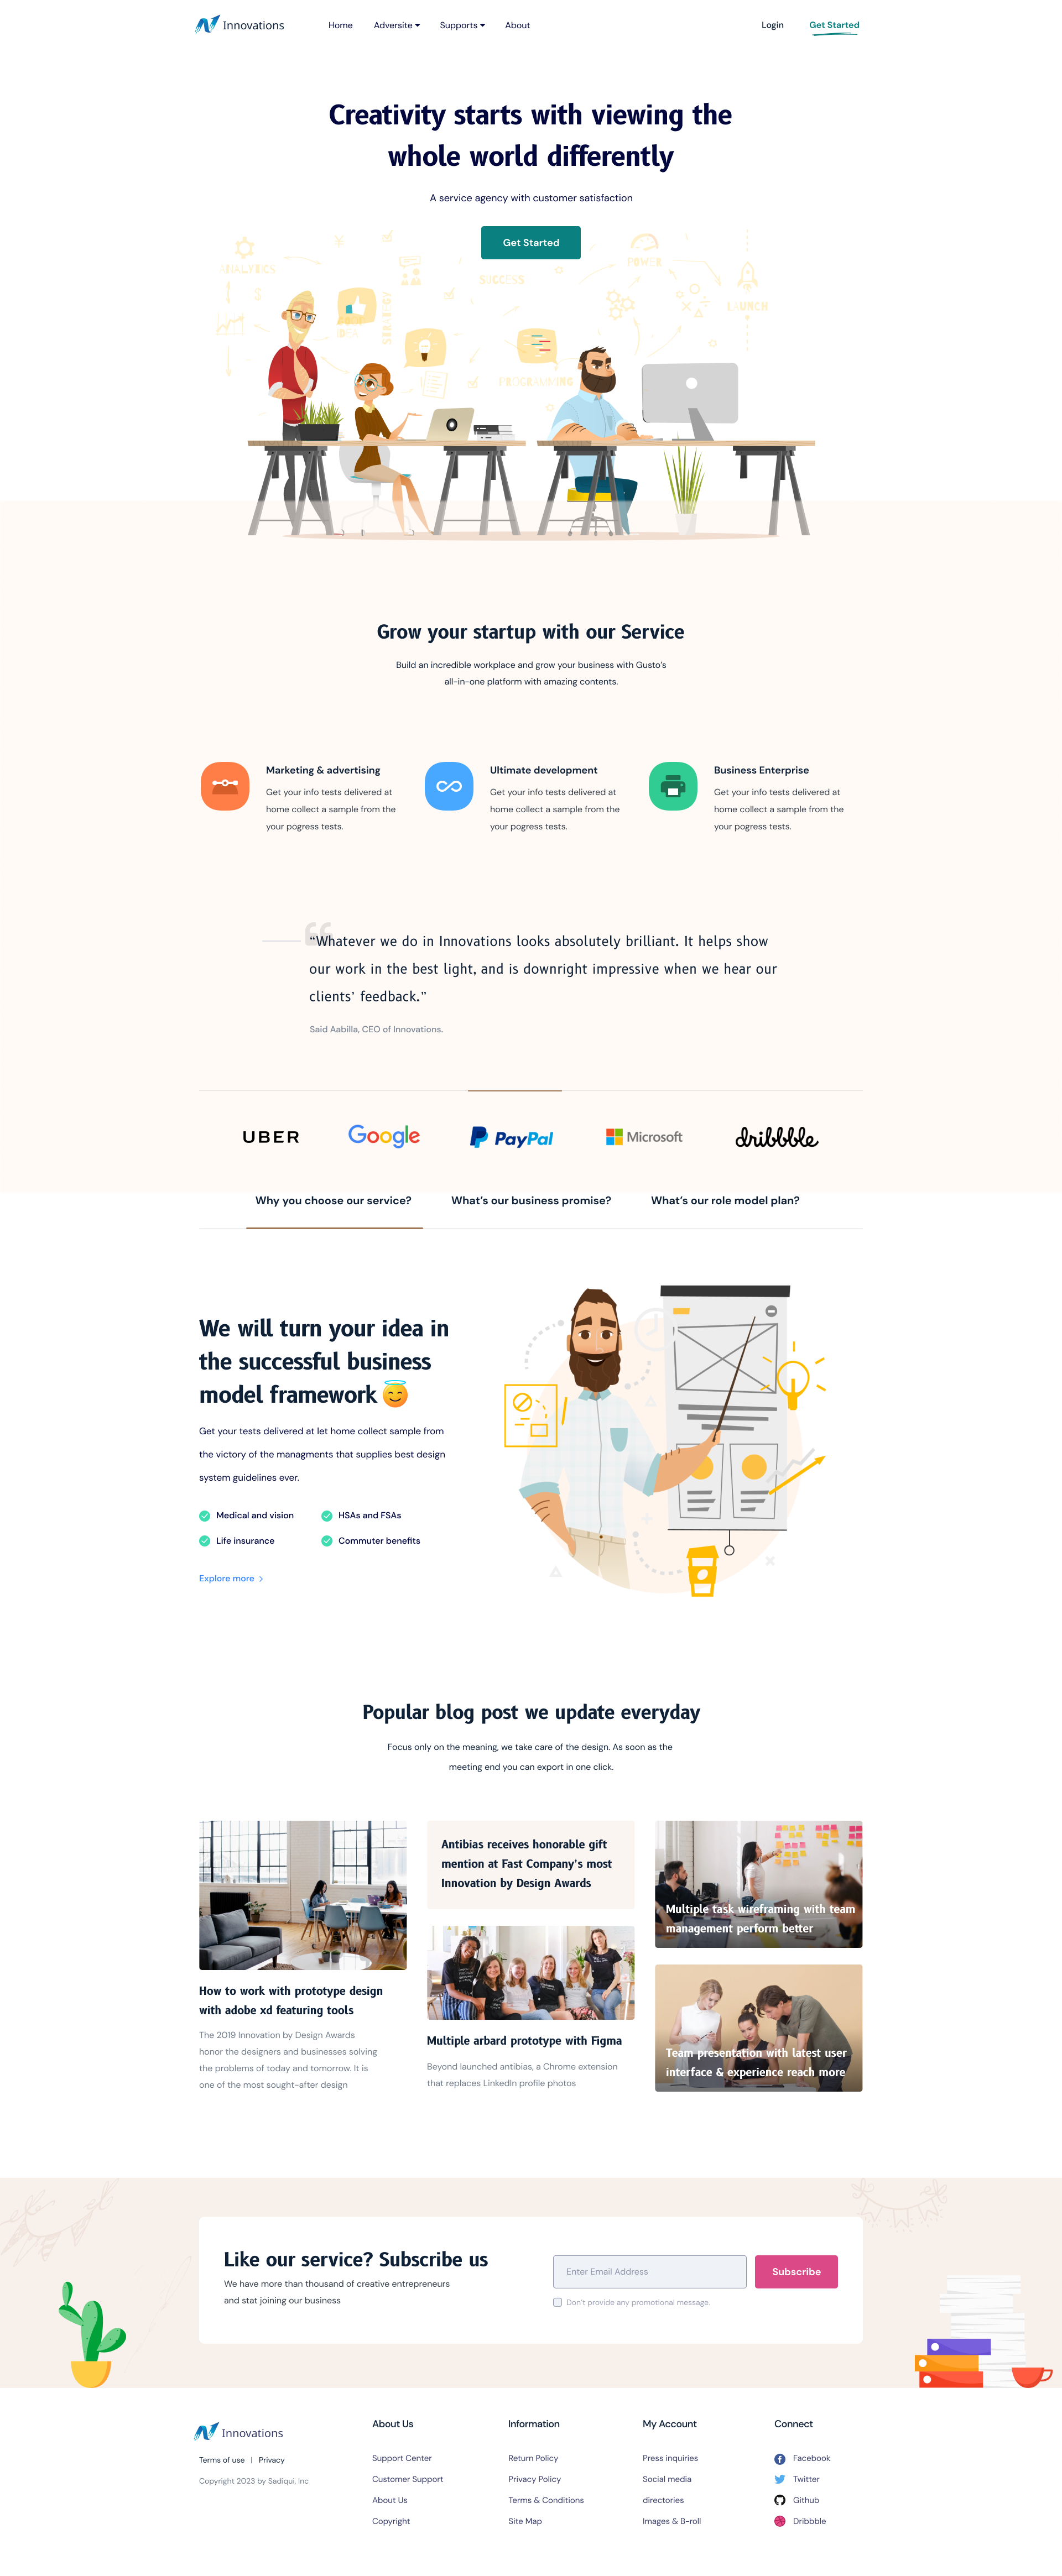 Innovations
Home
Adversite
Supports
About
Login
Get Started
Creativity starts with viewing the
whole world differently
A service agency with customer satisfaction
Get Started
ANALYTICS
SUCCESS
POWER
LAUNCH
STRATEGY
IDEA
PROGRAMMING
Grow your startup with our Service
Build an incredible workplace and grow your business with Gusto's
all-in-one platform with amazing contents.
Marketing & advertising
Get your info tests delivered at
home collect a sample from the
your pogress tests.
Ultimate development
Get your info tests delivered at
home collect a sample from the
your pogress tests.
Business Enterprise
Get your info tests delivered at
home collect a sample from the
your pogress tests.
“Whatever we do in Innovations looks absolutely brilliant. It helps show
our work in the best light, and is downright impressive when we hear our
clients' feedback.”
Said Aabilla, CEO of Innovations.
UBER
Google
PayPal
Microsoft
dribbble
Why you choose our service?
What's our business promise?
What's our role model plan?
We will turn your idea in
the successful business
model framework
Get your tests delivered at let home collect sample from
the victory of the managments that supplies best design
system guidelines ever.
Medical and vision
HSAs and FSAs
Life insurance
Commuter benefits
Explore more
Popular blog post we update everyday
Focus only on the meaning, we take care of the design. As soon as the
meeting end you can export in one click.
How to work with prototype design
with adobe xd featuring tools
The 2019 Innovation by Design Awards
honor the designers and businesses solving
the problems of today and tomorrow. It is
one of the most sought-after design
Antibias receives honorable gift
mention at Fast Company's most
Innovation by Design Awards
Multiple arbard prototype with Figma
Beyond launched antibias, a Chrome extension
that replaces LinkedIn profile photos
Multiple task wireframing with team
management perform better
Team presentation with latest user
interface & experience reach more
Like our service? Subscribe us
We have more than thousand of creative entrepreneurs
and stat joining our business
Enter Email Address
Subscribe
Don't provide any promotional message.
Innovations
Terms of use | Privacy
Copyright 2023 by Sadiqui, Inc
About Us
Support Center
Customer Support
About Us
Copyright
Information
Return Policy
Privacy Policy
Terms & Conditions
Site Map
My Account
Press inquiries
Social media
directories
Images & B-roll
Connect
Facebook
Twitter
Github
Dribbble